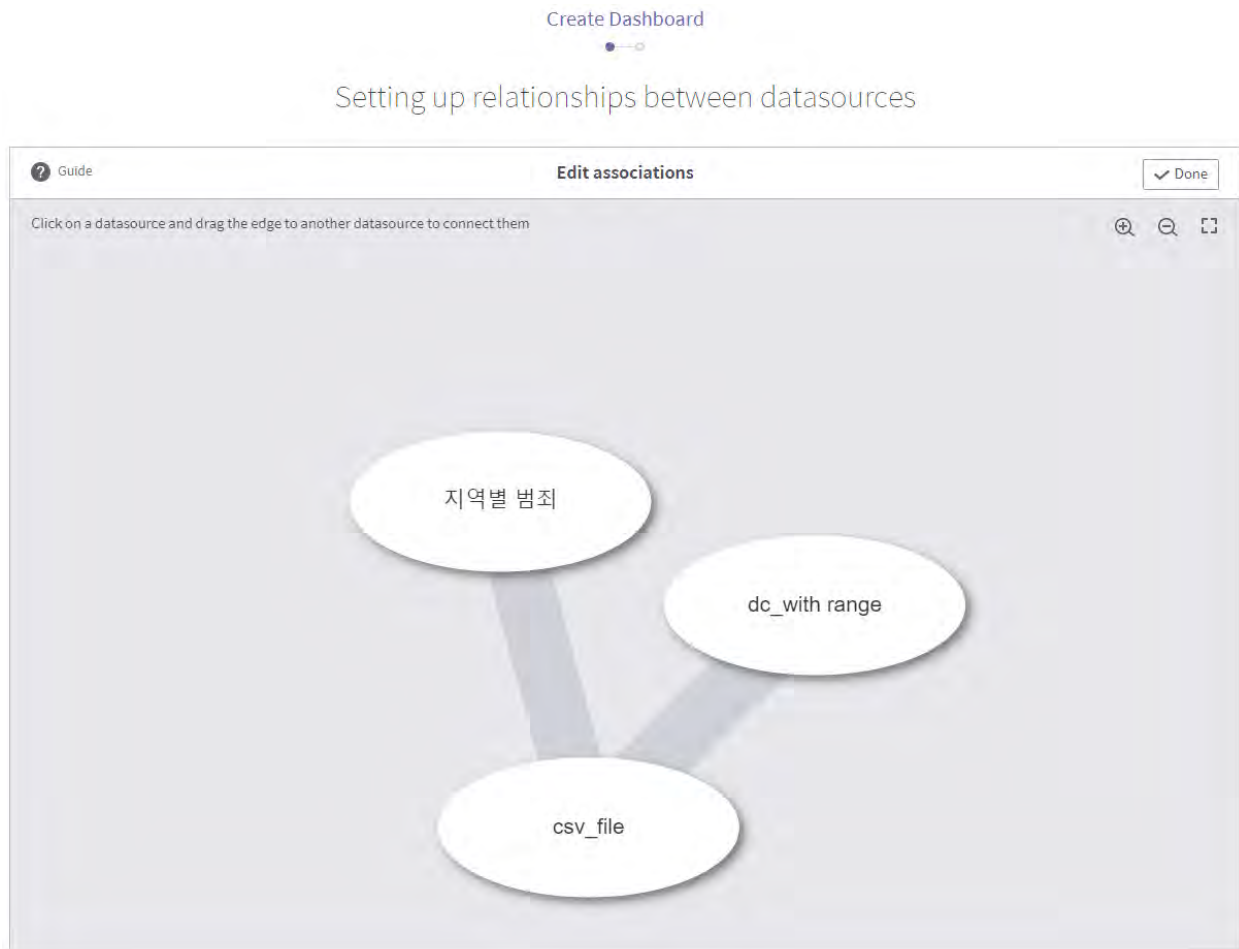 Create Dashboard
Setting up relationships between datasources
? Guide
Edit associations
Done
Click on a datasource and drag the edge to another datasource to connect them
지역별 범죄
dc_with range
csv_file